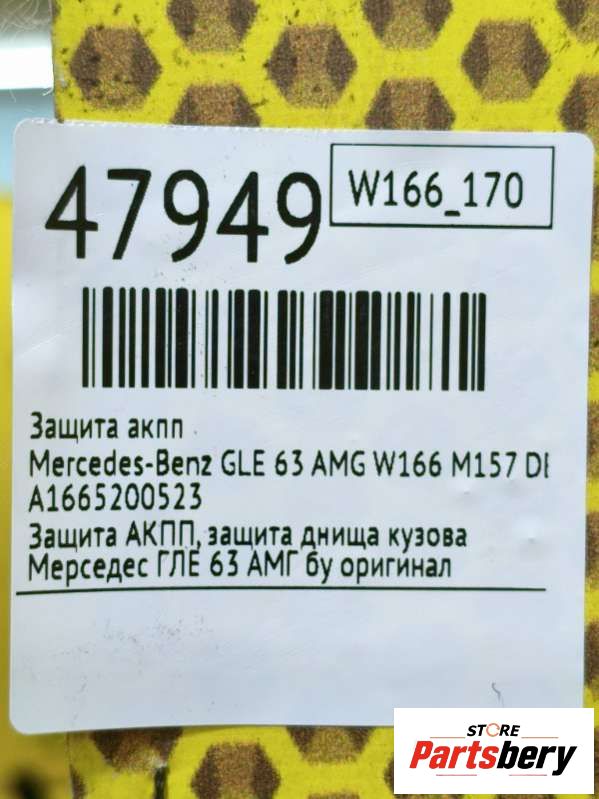 47949
W166_170
Защита акпп
Mercedes-Benz GLE 63 AMG W166 M157
A1665200523
Защита АКПП, защита днища кузова
Мерседес ГЛЕ 63 АМГ бу оригинал
STORE
Partsbery